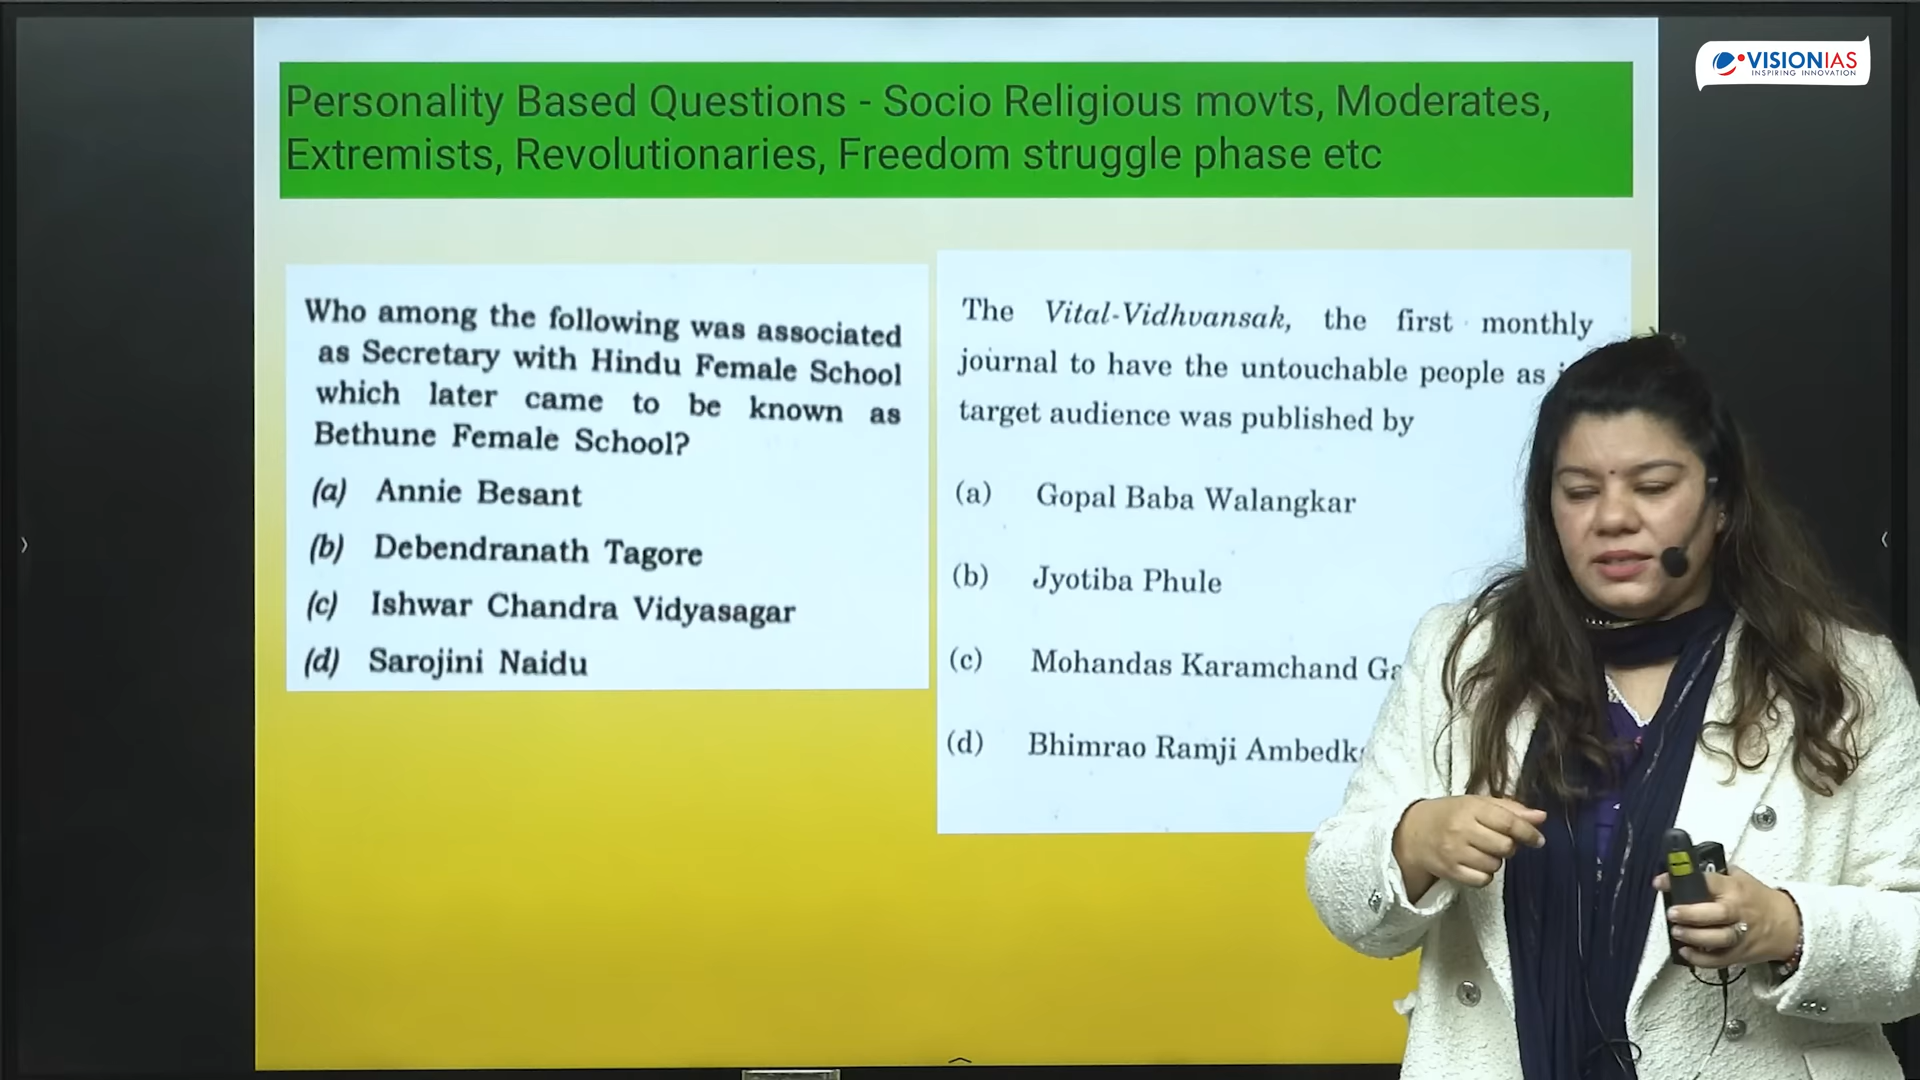 VISIONIAS
INSPIRING INNOVATION
Personality Based Questions - Socio Religious movts, Moderates,
Extremists, Revolutionaries, Freedom struggle phase etc
Who among the following was associated
as Secretary with Hindu Female School
which later came to be known as
Bethune Female School?
(a) Annie Besant
(b) Debendranath Tagore
(c) Ishwar Chandra Vidyasagar
(d) Sarojini Naidu
The Vital-Vidhvansak, the first monthly
journal to have the untouchable people as
target audience was published by
(a) Gopal Baba Walangkar
(b) Jyotiba Phule
(c) Mohandas Karamchand
(d) Bhimrao Ramji